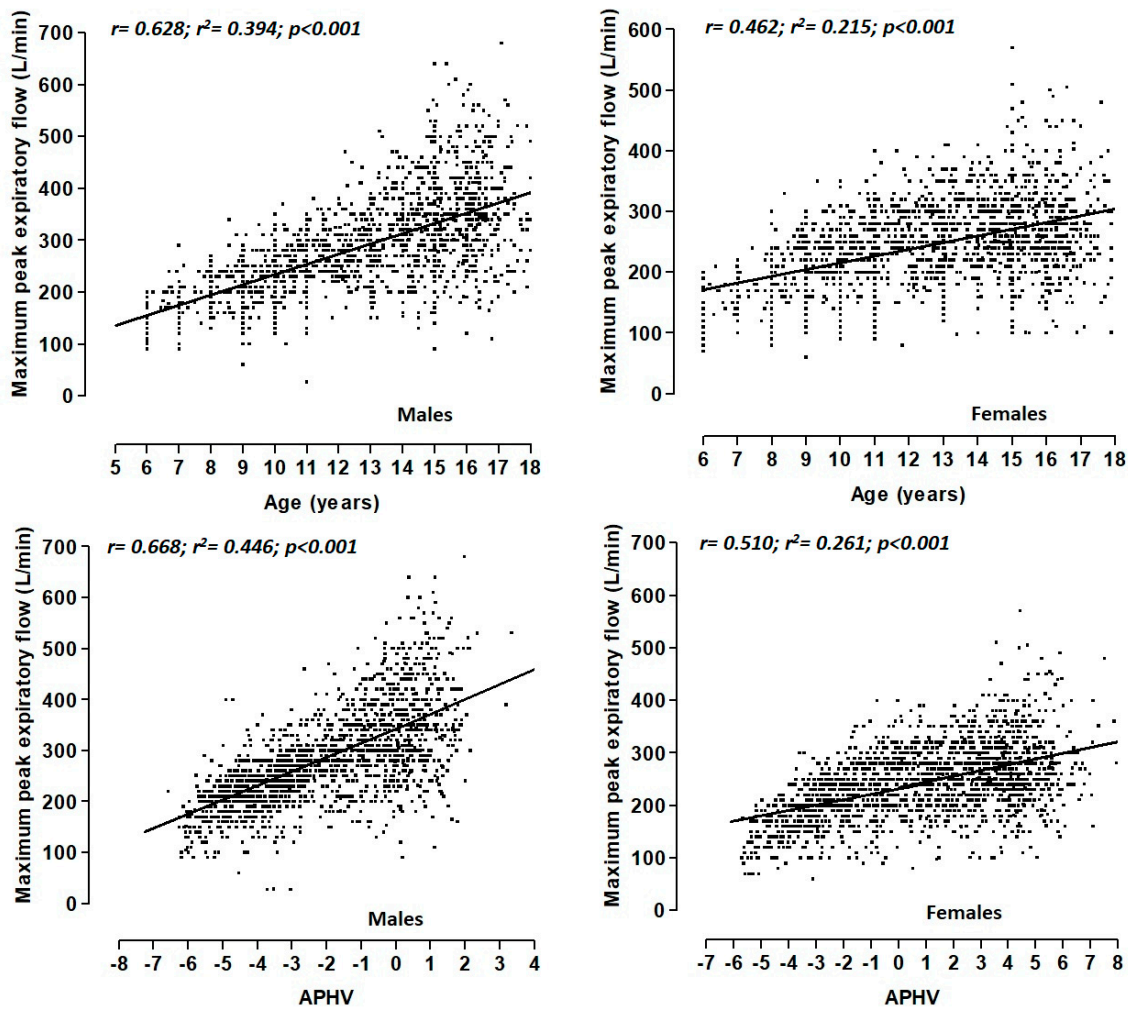 r= 0.628; r²= 0.394; p<0.001
Maximum peak expiratory flow (L/min)
700
600
500
400
300
200
100
0
Males
5 6 7 8 9 10 11 12 13 14 15 16 17 18
Age (years)
r= 0.462; r²= 0.215; p<0.001
Maximum peak expiratory flow (L/min)
600
500
400
300
200
100
0
Females
6 7 8 9 10 11 12 13 14 15 16 17 18
Age (years)
r= 0.668; r²= 0.446; p<0.001
Maximum peak expiratory flow (L/min)
700
600
500
400
300
200
100
0
Males
-8 -7 -6 -5 -4 -3 -2 -1 0 1 2 3 4
APHV
r= 0.510; r²= 0.261; p<0.001
Maximum peak expiratory flow (L/min)
700
600
500
400
300
200
100
0
Females
-7 -6 -5 -4 -3 -2 -1 0 1 2 3 4 5 6 7 8
APHV